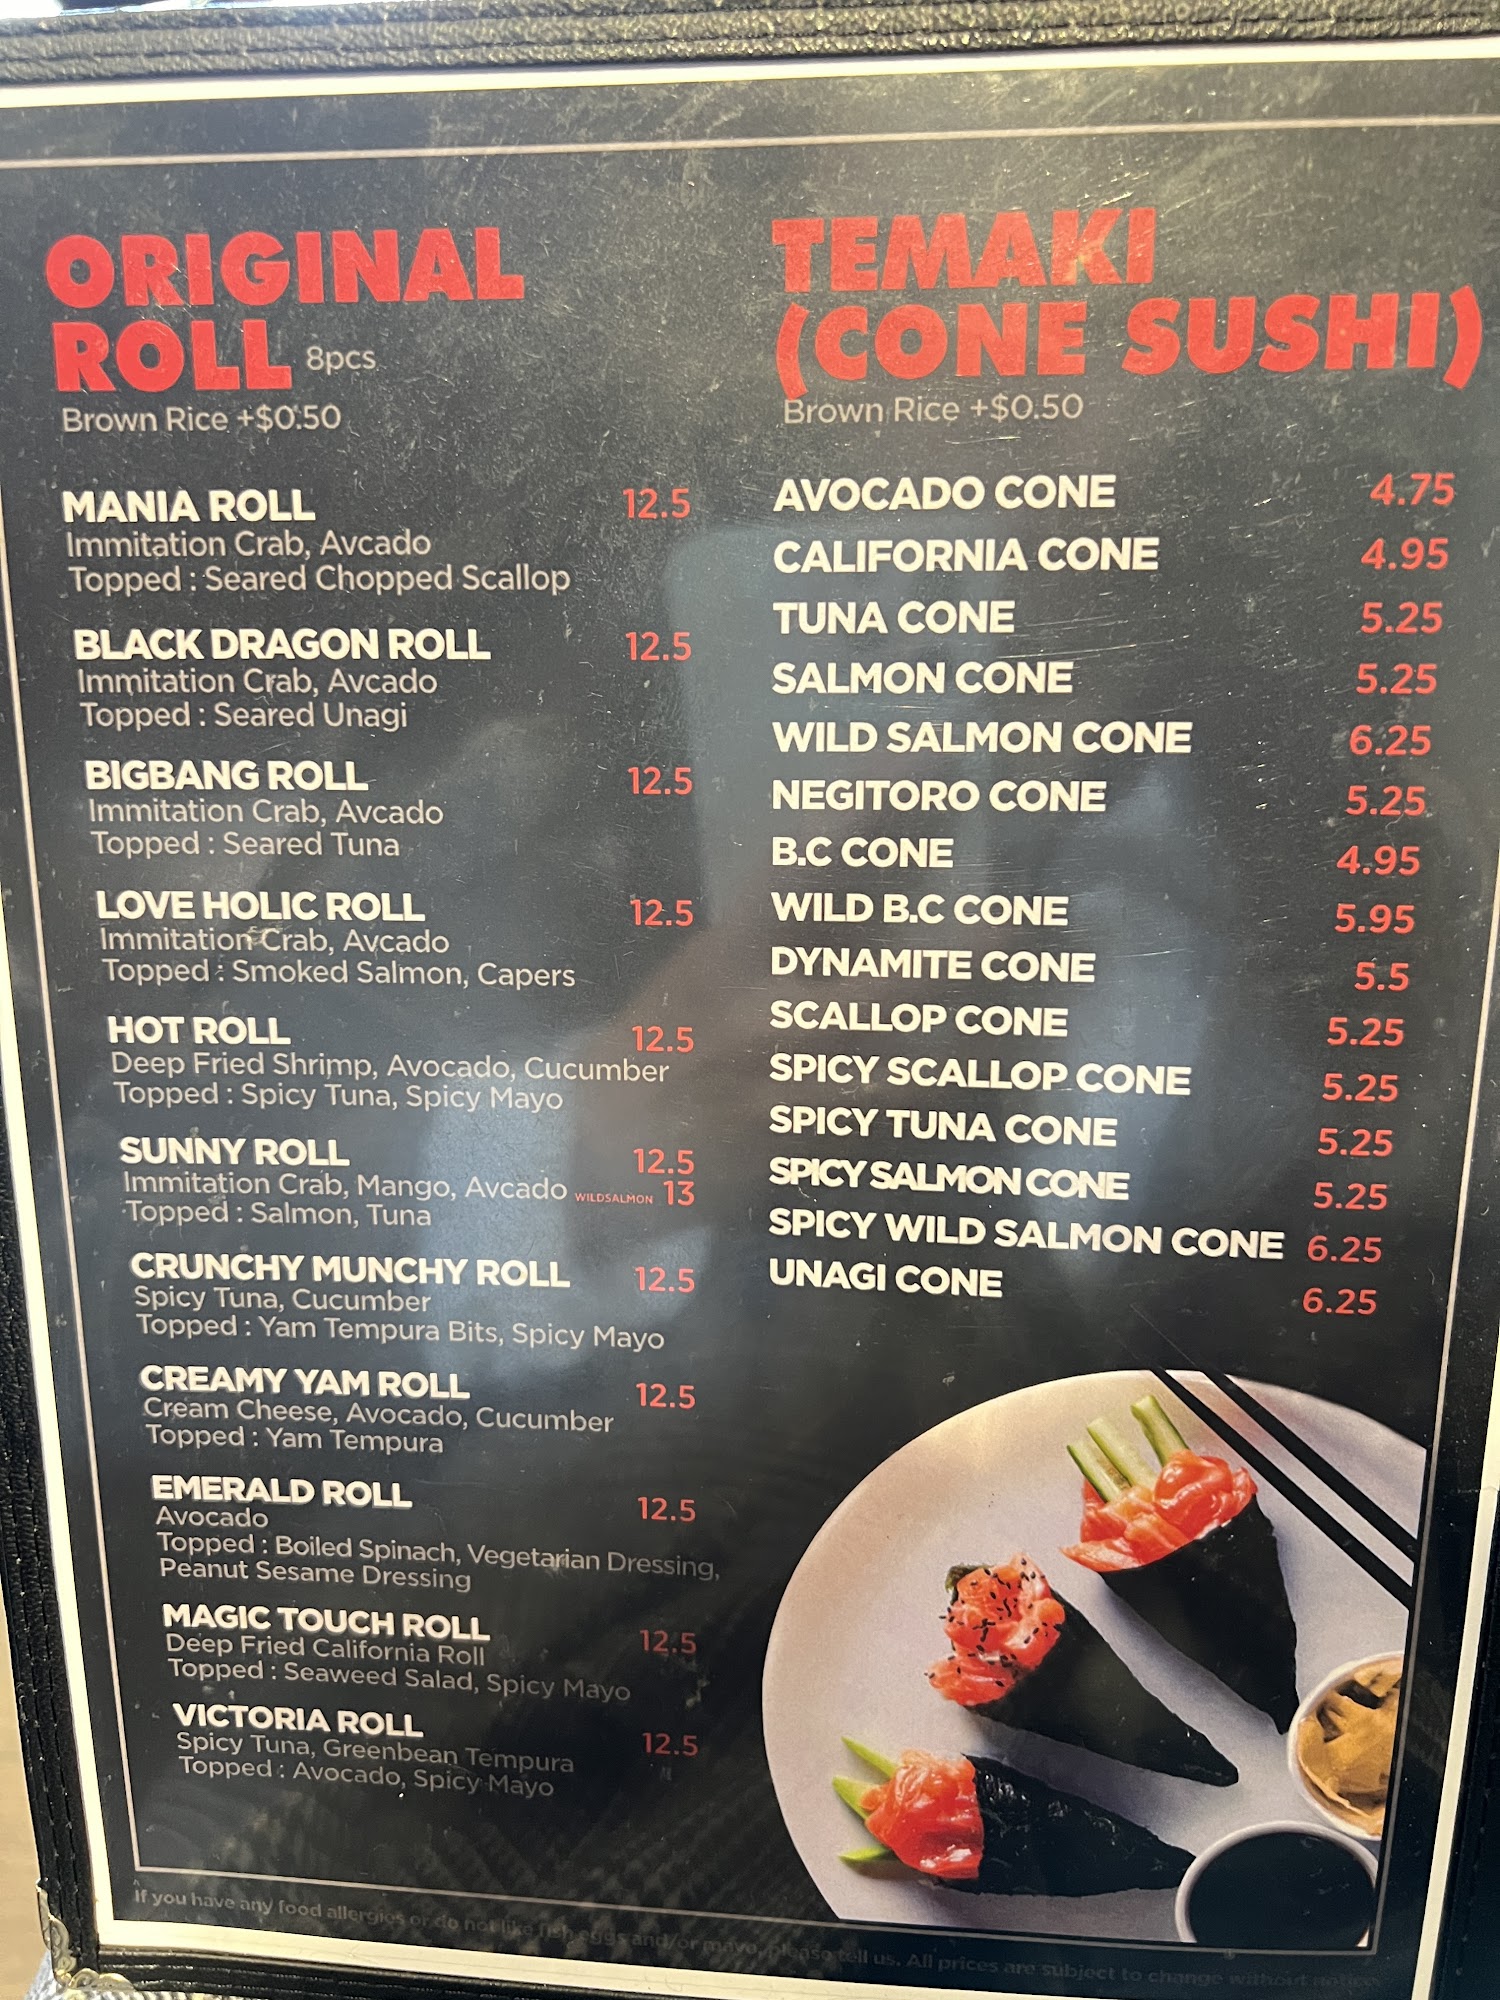 ORIGINAL
ROLL 8pcs
Brown Rice +$0.50
MANIA ROLL 12.5
Immitation Crab, Avcado
Topped : Seared Chopped Scallop
BLACK DRAGON ROLL 12.5
Immitation Crab, Avcado
Topped : Seared Unagi
BIGBANG ROLL 12.5
Immitation Crab, Avcado
Topped : Seared Tuna
LOVE HOLIC ROLL 12.5
Immitation Crab, Avcado
Topped : Smoked Salmon, Capers
HOT ROLL 12.5
Deep Fried Shrimp, Avocado, Cucumber
Topped : Spicy Tuna, Spicy Mayo
SUNNY ROLL 12.5
Immitation Crab, Mango, Avcado WILDSALMON 13
Topped : Salmon, Tuna
CRUNCHY MUNCHY ROLL 12.5
Spicy Tuna, Cucumber
Topped : Yam Tempura Bits, Spicy Mayo
CREAMY YAM ROLL 12.5
Cream Cheese, Avocado, Cucumber
Topped : Yam Tempura
EMERALD ROLL 12.5
Avocado
Topped : Boiled Spinach, Vegetarian Dressing,
Peanut Sesame Dressing
MAGIC TOUCH ROLL 12.5
Deep Fried California Roll
Topped : Seaweed Salad, Spicy Mayo
VICTORIA ROLL 12.5
Spicy Tuna, Greenbean Tempura
Topped : Avocado, Spicy Mayo
TEMAKI
(CONE SUSHI)
Brown Rice +$0.50
AVOCADO CONE 4.75
CALIFORNIA CONE 4.95
TUNA CONE 5.25
SALMON CONE 5.25
WILD SALMON CONE 6.25
NEGITORO CONE 5.25
B.C CONE 4.95
WILD B.C CONE 5.95
DYNAMITE CONE 5.5
SCALLOP CONE 5.25
SPICY SCALLOP CONE 5.25
SPICY TUNA CONE 5.25
SPICY SALMON CONE 5.25
SPICY WILD SALMON CONE 6.25
UNAGI CONE 6.25
If you have any food allergies or do not like fish eggs and/or mayo, please tell us. All prices are subject to change without notice.